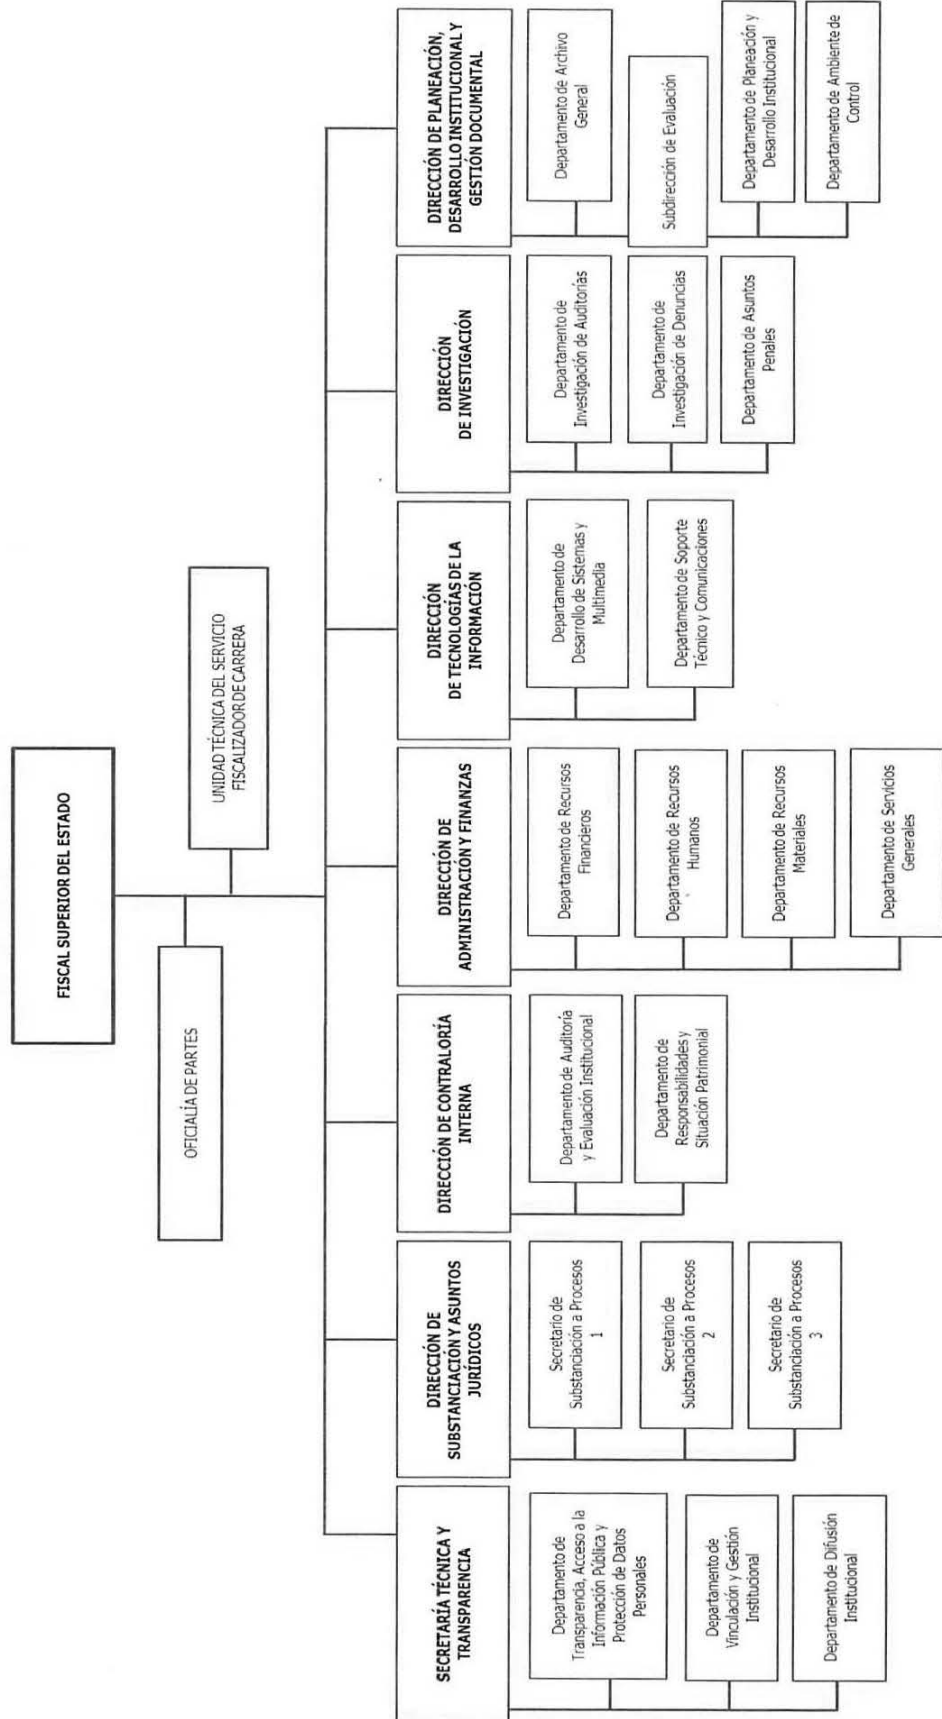 FISCAL SUPERIOR DEL ESTADO
OFICIALÍA DE PARTES
UNIDAD TÉCNICA DEL SERVICIO
FISCALIZADOR DE CARRERA
SECRETARÍA TÉCNICA Y
TRANSPARENCIA
Departamento de
Transparencia, Acceso a la
Información Pública y
Protección de Datos
Personales
Departamento de
Vinculación y Gestión
Institucional
Departamento de Difusión
Institucional
DIRECCIÓN DE
SUBSTANCIACIÓN Y ASUNTOS
JURÍDICOS
Secretario de
Substanciación a Procesos
1
Secretario de
Substanciación a Procesos
2
Secretario de
Substanciación a Procesos
3
DIRECCIÓN DE CONTRALORÍA
INTERNA
Departamento de Auditoría
y Evaluación Institucional
Departamento de
Responsabilidades y
Situación Patrimonial
DIRECCIÓN DE
ADMINISTRACIÓN Y FINANZAS
Departamento de Recursos
Financieros
Departamento de Recursos
Humanos
Departamento de Recursos
Materiales
Departamento de Servicios
Generales
DIRECCIÓN
DE TECNOLOGÍAS DE LA
INFORMACIÓN
Departamento de
Desarrollo de Sistemas y
Multimedia
Departamento de Soporte
Técnico y Comunicaciones
DIRECCIÓN
DE INVESTIGACIÓN
Departamento de
Investigación de Auditorías
Departamento de
Investigación de Denuncias
Departamento de Asuntos
Penales
DIRECCIÓN DE PLANEACIÓN,
DESARROLLO INSTITUCIONAL Y
GESTIÓN DOCUMENTAL
Departamento de Archivo
General
Subdirección de Evaluación
Departamento de Planeación y
Desarrollo Institucional
Departamento de Ambiente de
Control